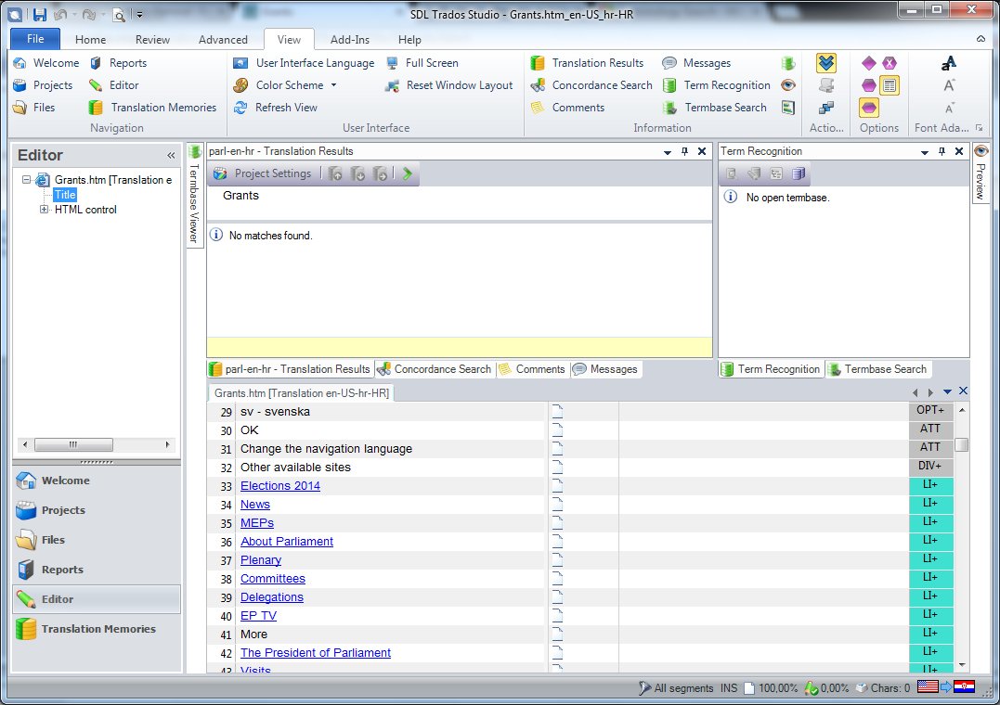 SDL Trados Studio - Grants.htm_en-US_hr-HR
File Home Review Advanced View Add-Ins Help
Welcome Reports
Projects Editor
Files Translation Memories
Navigation
User Interface Language Full Screen
Color Scheme Reset Window Layout
Refresh View
User Interface
Translation Results Messages
Concordance Search Term Recognition
Comments Termbase Search
Information
Actio...
Options
Font Ada...
Editor
Grants.htm [Translation e
Title
HTML control
Welcome
Projects
Files
Reports
Editor
Translation Memories
Termbase Viewer
parl-en-hr - Translation Results
Project Settings
Grants
No matches found.
parl-en-hr - Translation Results Concordance Search Comments Messages
Term Recognition
No open termbase.
Term Recognition Termbase Search
Preview
Grants.htm [Translation en-US-hr-HR]
29 sv - svenska OPT+
30 OK ATT
31 Change the navigation language ATT
32 Other available sites DIV+
33 Elections 2014 LI+
34 News LI+
35 MEPs LI+
36 About Parliament LI+
37 Plenary LI+
38 Committees LI+
39 Delegations LI+
40 EP TV LI+
41 More LI+
42 The President of Parliament LI+
43 Visits LI+
All segments INS 100,00% 0,00% Chars: 0